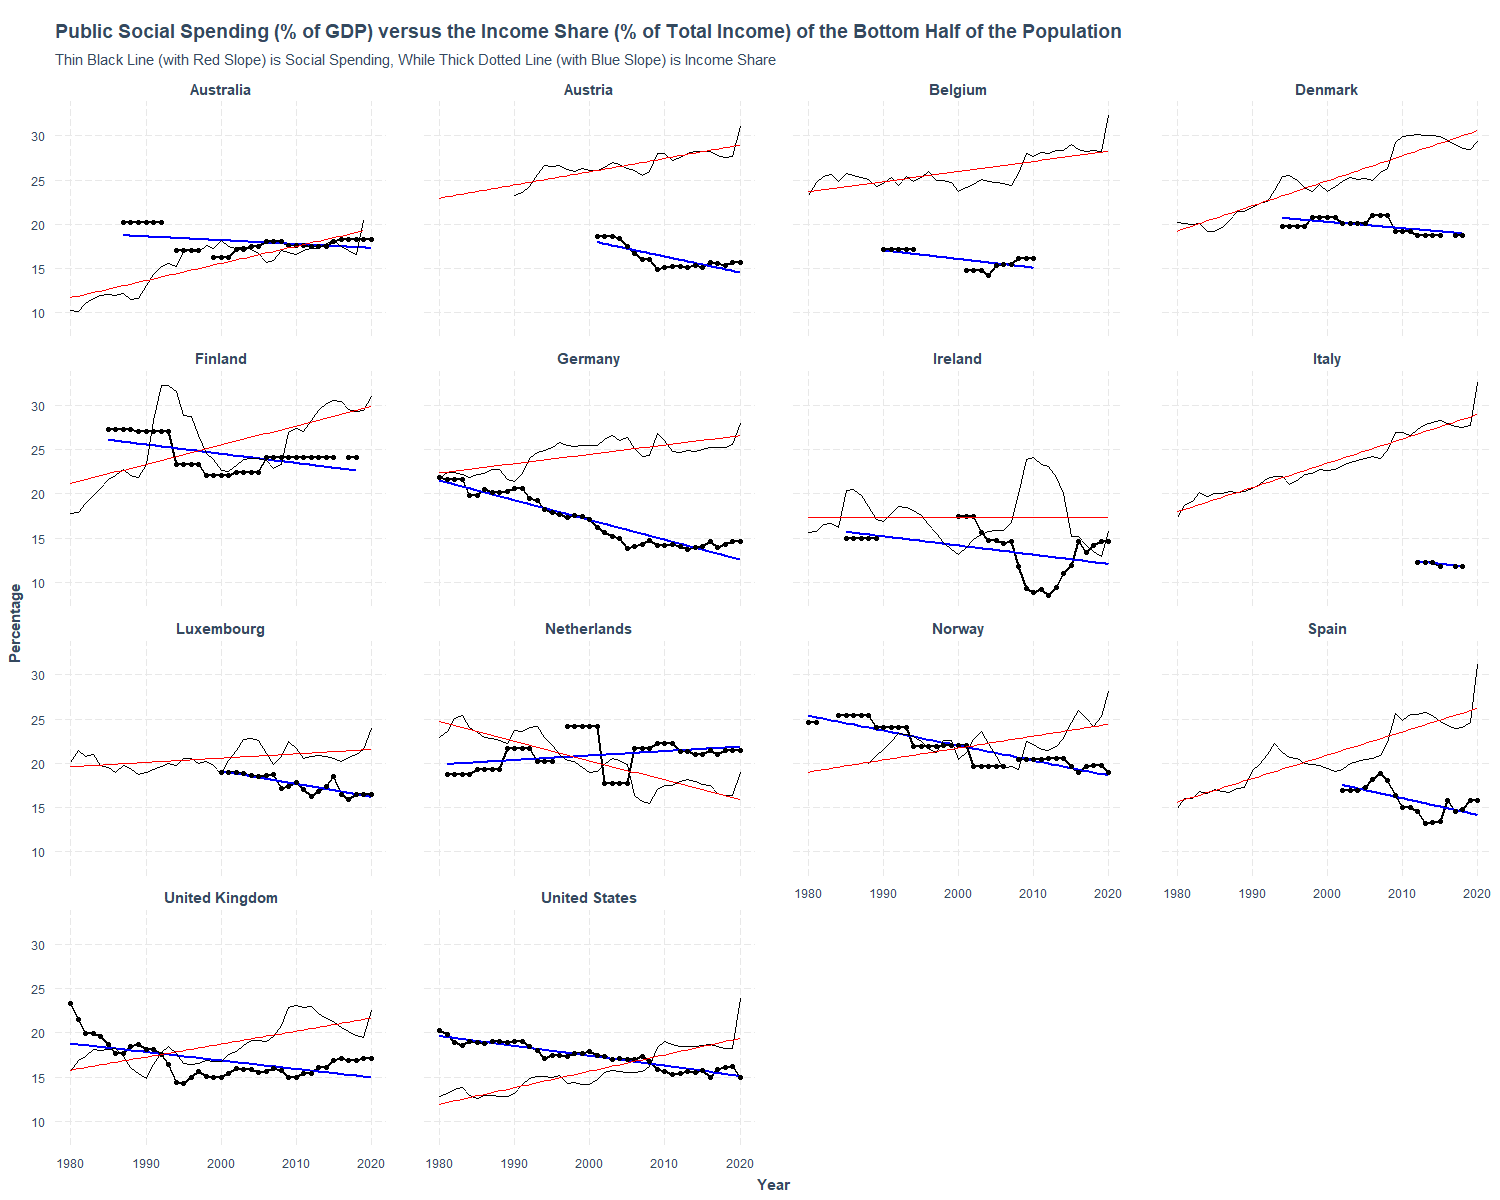 Public Social Spending (% of GDP) versus the Income Share (% of Total Income) of the Bottom Half of the Population
Thin Black Line (with Red Slope) is Social Spending, While Thick Dotted Line (with Blue Slope) is Income Share
Australia
Austria
Belgium
Denmark
30
25
20
15
10
Finland
Germany
Ireland
Italy
30
25
20
15
10
Percentage
Luxembourg
Netherlands
Norway
Spain
30
25
20
15
10
1980 1990 2000 2010 2020
1980 1990 2000 2010 2020
United Kingdom
United States
30
25
20
15
10
1980 1990 2000 2010 2020
1980 1990 2000 2010 2020
Year